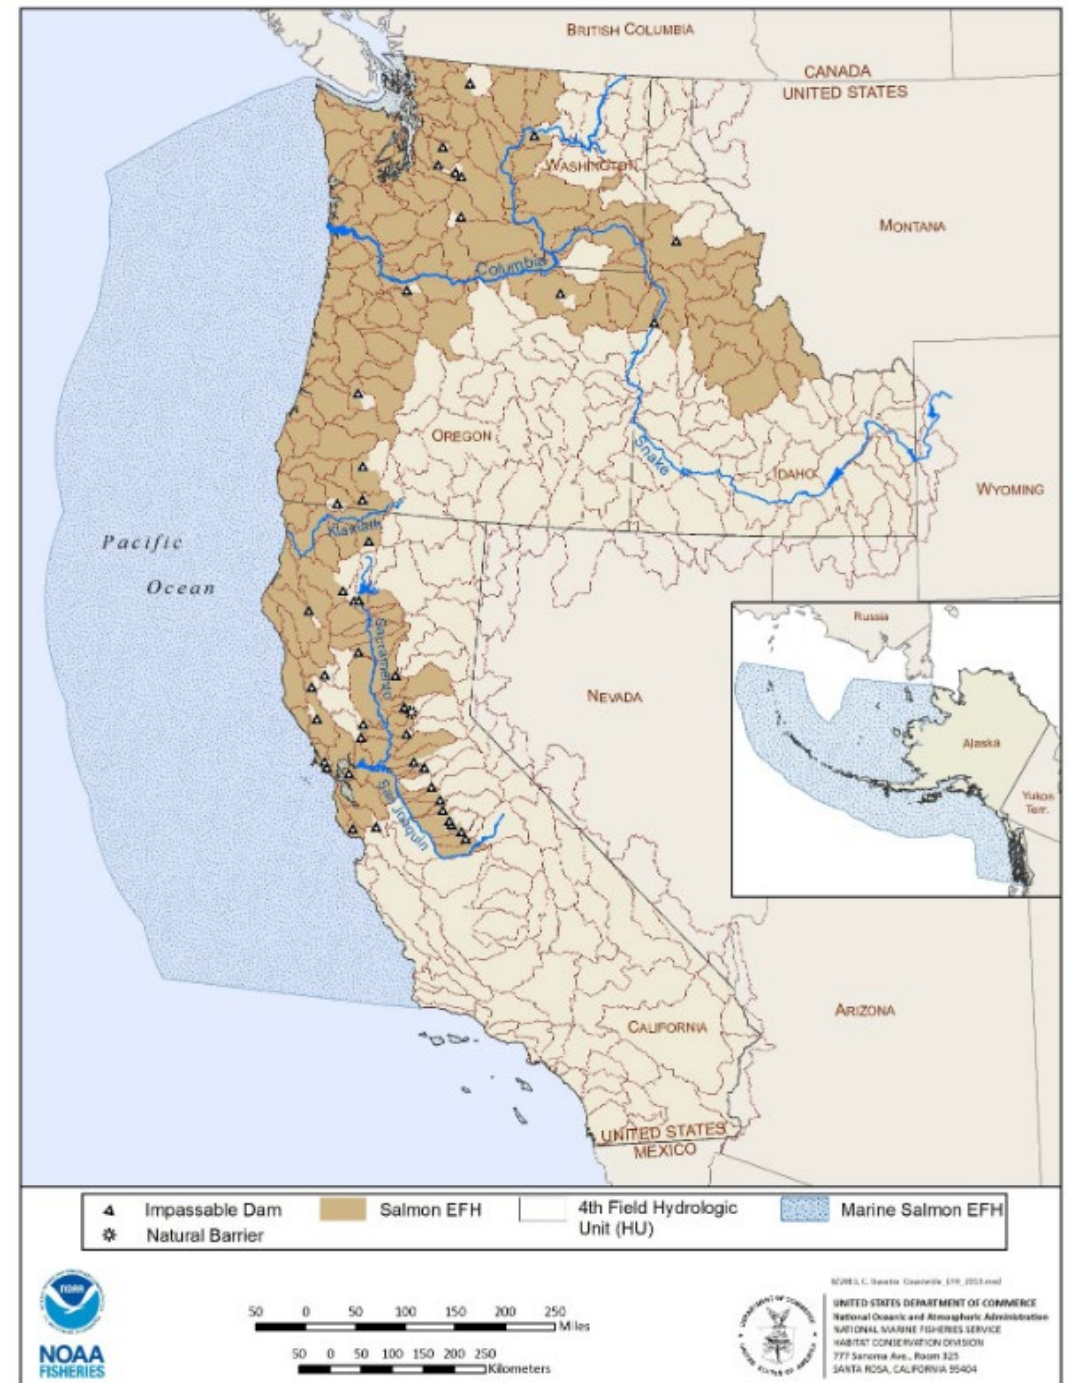 BRITISH COLUMBIA
CANADA
UNITED STATES
WASHINGTON
MONTANA
Columbia
OREGON
Snake
IDAHO
WYOMING
Klamath
Pacific
Ocean
Sacramento
NEVADA
San Joaquin
Russia
Alaska
Yukon
Terr.
ARIZONA
CALIFORNIA
UNITED STATES
MEXICO
Impassable Dam
Salmon EFH
4th Field Hydrologic
Unit (HU)
Marine Salmon EFH
Natural Barrier
NOAA
NOAA
FISHERIES
50 0 50 100 150 200 250
Miles
50 0 50 100 150 200 250
Kilometers
UNITED STATES DEPARTMENT OF COMMERCE
National Oceanic and Atmospheric Administration
NATIONAL MARINE FISHERIES SERVICE
HABITAT CONSERVATION DIVISION
777 Sonoma Ave., Room 325
SANTA ROSA, CALIFORNIA 95404